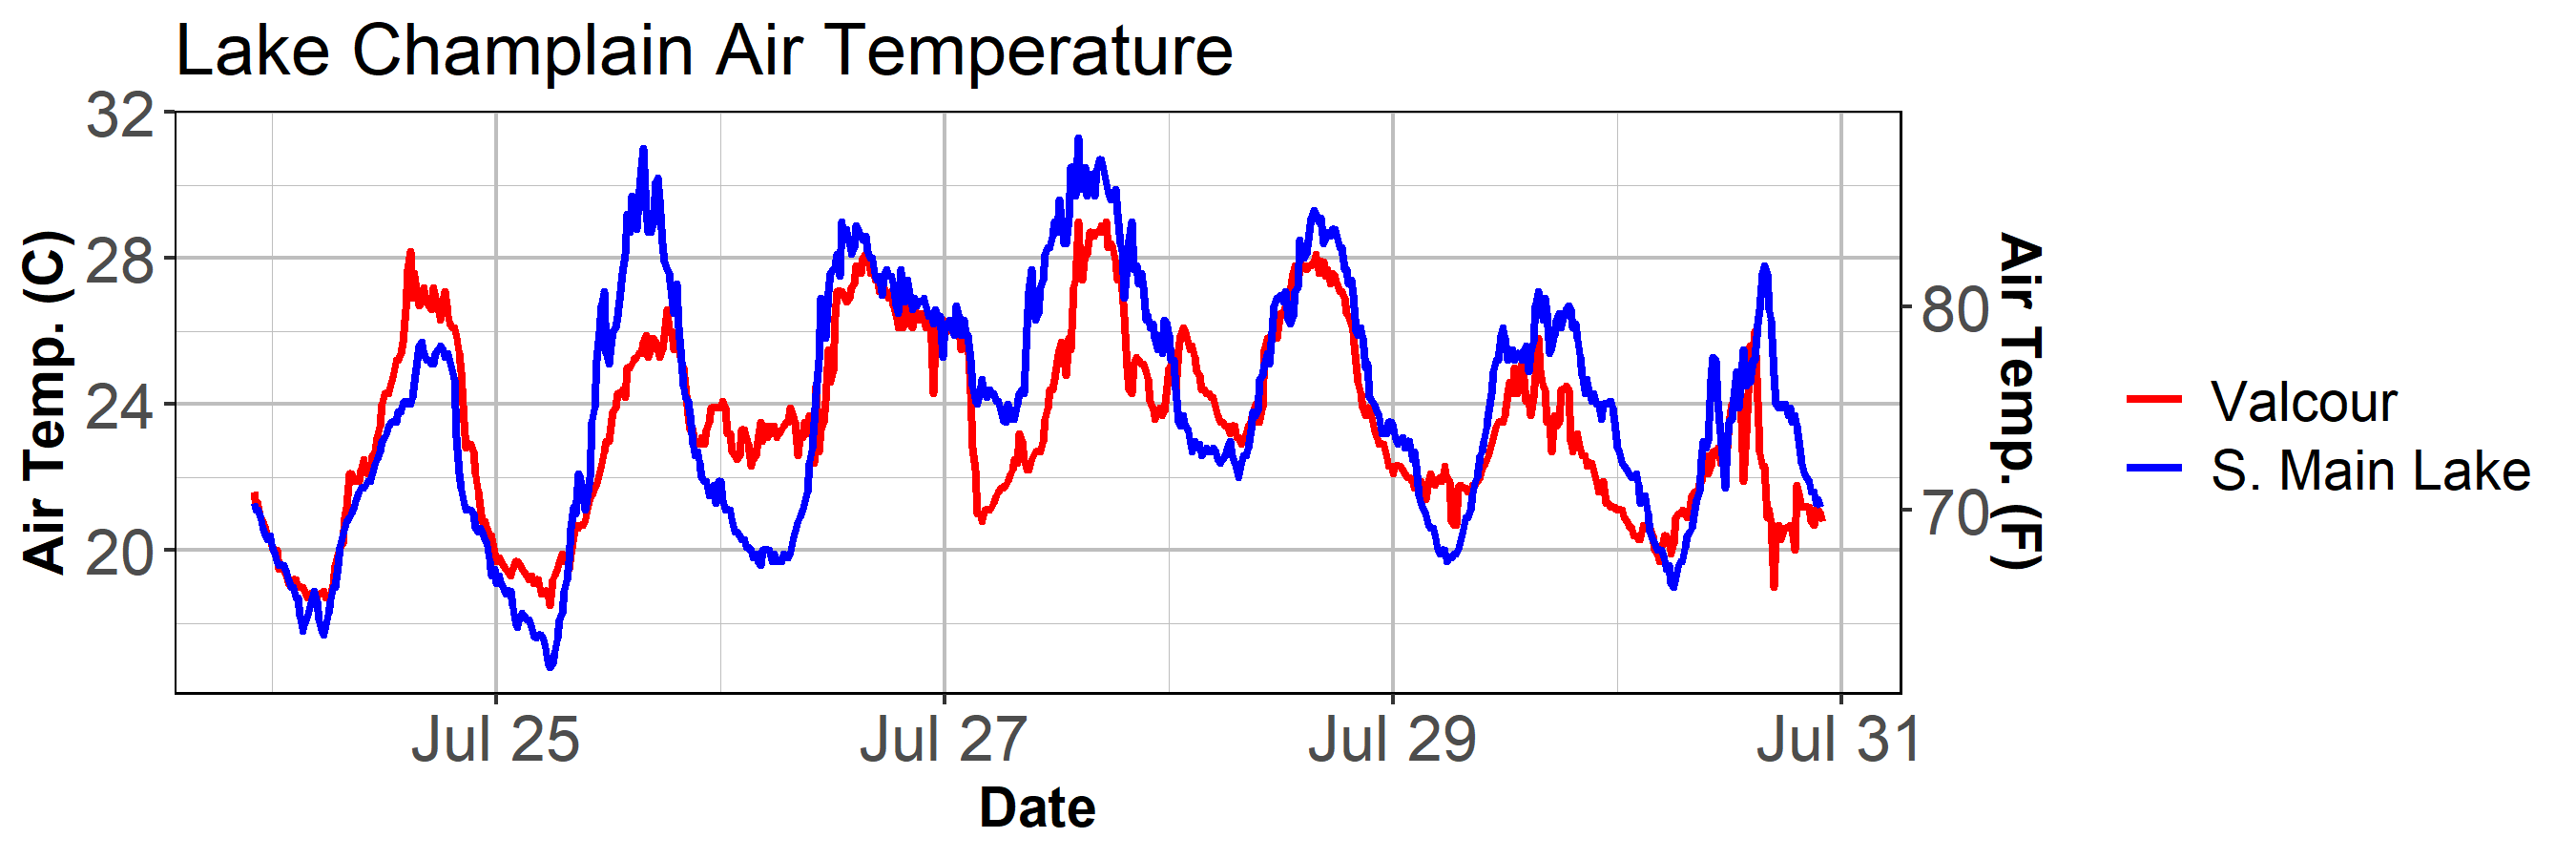 Lake Champlain Air Temperature
Air Temp. (C)
32
28
24
20
Air Temp. (F)
80
70
Jul 25
Jul 27
Jul 29
Jul 31
Date
Valcour
S. Main Lake